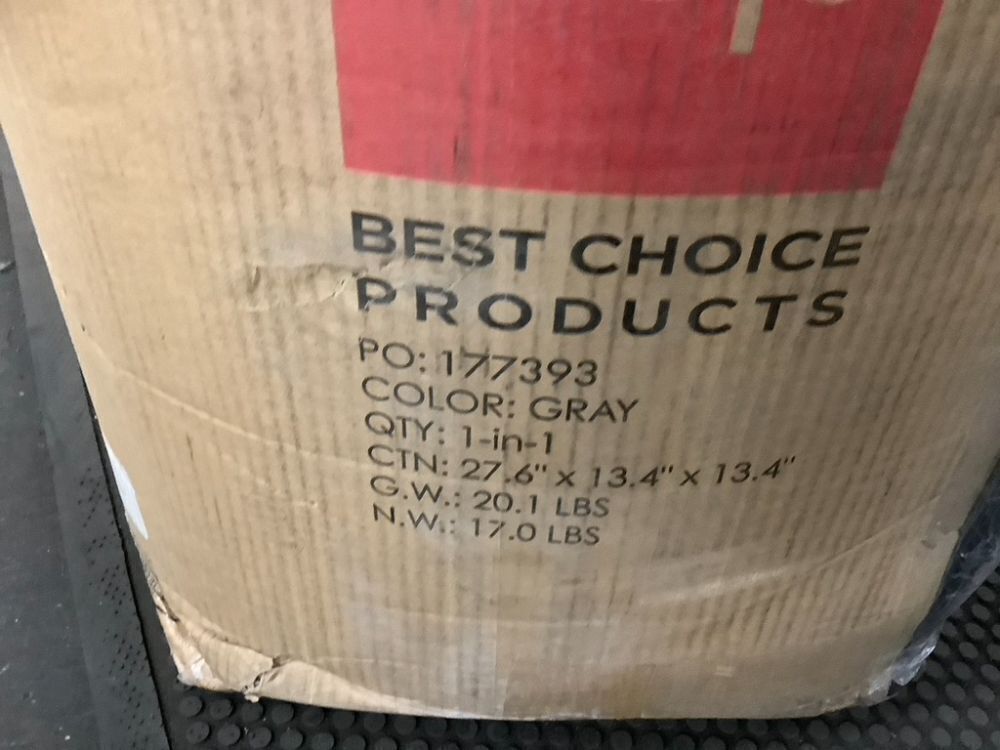 BEST CHOICE
PRODUCTS
PO: 177393
COLOR: GRAY
QTY: 1-in-1
CTN: 27.6" x 13.4" x 13.4"
G.W.: 20.1 LBS
N.W.: 17.0 LBS